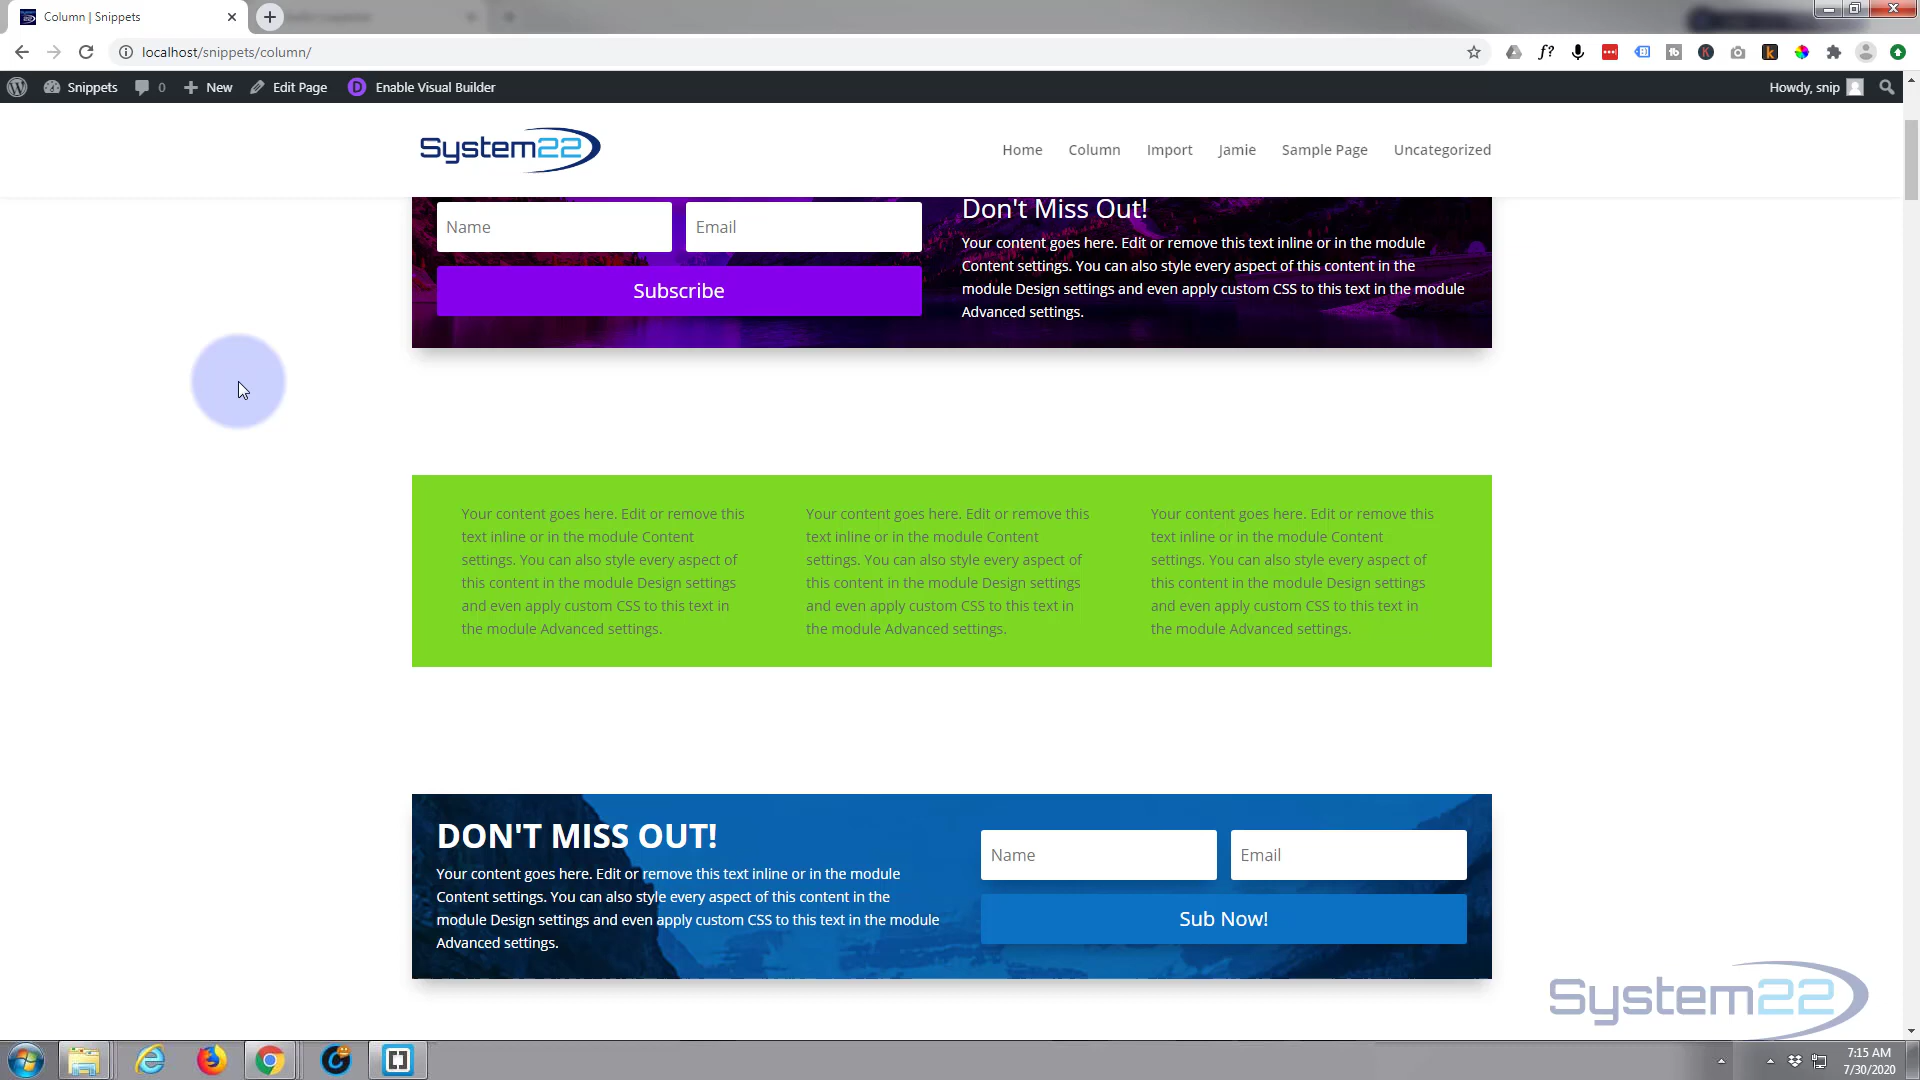 Column | Snippets
localhost/snippets/column/
Snippets 0 New Edit Page Enable Visual Builder Howdy, snip
System22 Home Column Import Jamie Sample Page Uncategorized
Name Email
Subscribe
Don't Miss Out!
Your content goes here. Edit or remove this text inline or in the module
Content settings. You can also style every aspect of this content in the
module Design settings and even apply custom CSS to this text in the module
Advanced settings.
Your content goes here. Edit or remove this
text inline or in the module Content
settings. You can also style every aspect of
this content in the module Design settings
and even apply custom CSS to this text in
the module Advanced settings.
Your content goes here. Edit or remove this
text inline or in the module Content
settings. You can also style every aspect of
this content in the module Design settings
and even apply custom CSS to this text in
the module Advanced settings.
Your content goes here. Edit or remove this
text inline or in the module Content
settings. You can also style every aspect of
this content in the module Design settings
and even apply custom CSS to this text in
the module Advanced settings.
DON'T MISS OUT!
Your content goes here. Edit or remove this text inline or in the module
Content settings. You can also style every aspect of this content in the
module Design settings and even apply custom CSS to this text in the module
Advanced settings.
Name Email
Sub Now!
System22
7:15 AM
7/30/2020